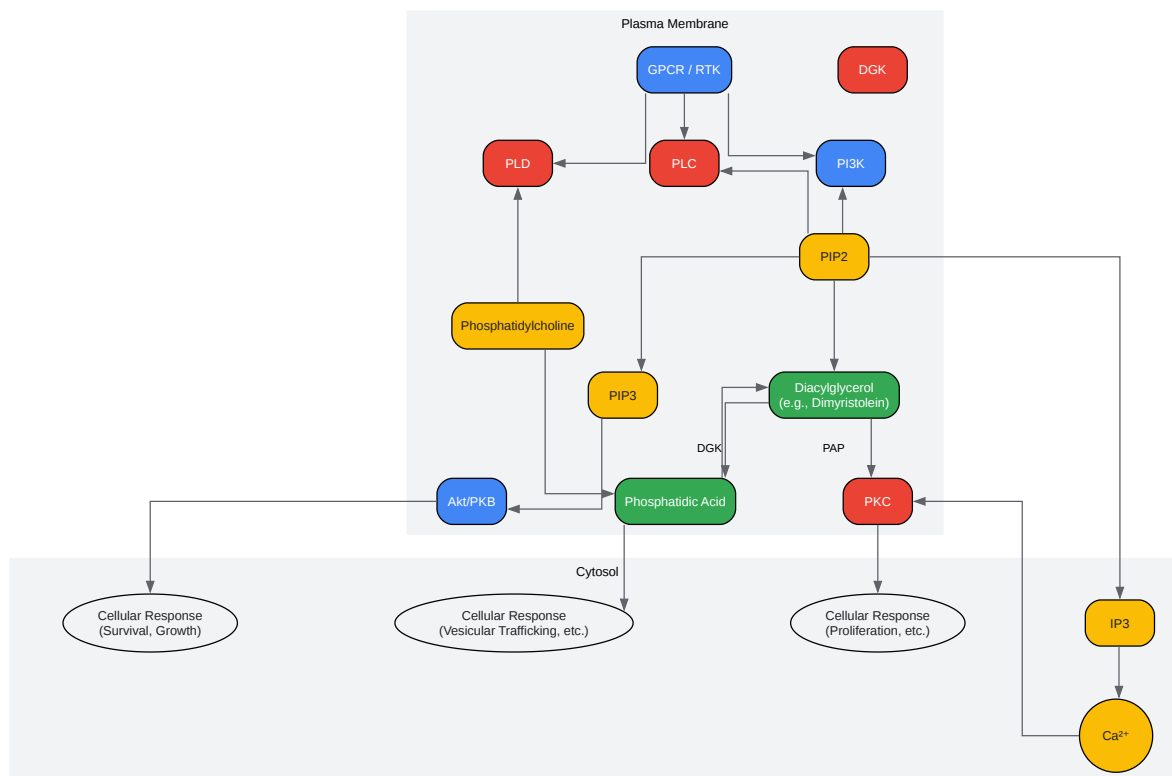 Plasma Membrane
GPCR / RTK
DGK
PLD
PLC
PI3K
PIP2
Phosphatidylcholine
PIP3
Diacylglycerol
(e.g., Dimyristolein)
DGK
PAP
Akt/PKB
Phosphatidic Acid
PKC
Cytosol
Cellular Response
(Survival, Growth)
Cellular Response
(Vesicular Trafficking, etc.)
Cellular Response
(Proliferation, etc.)
IP3
Ca²⁺